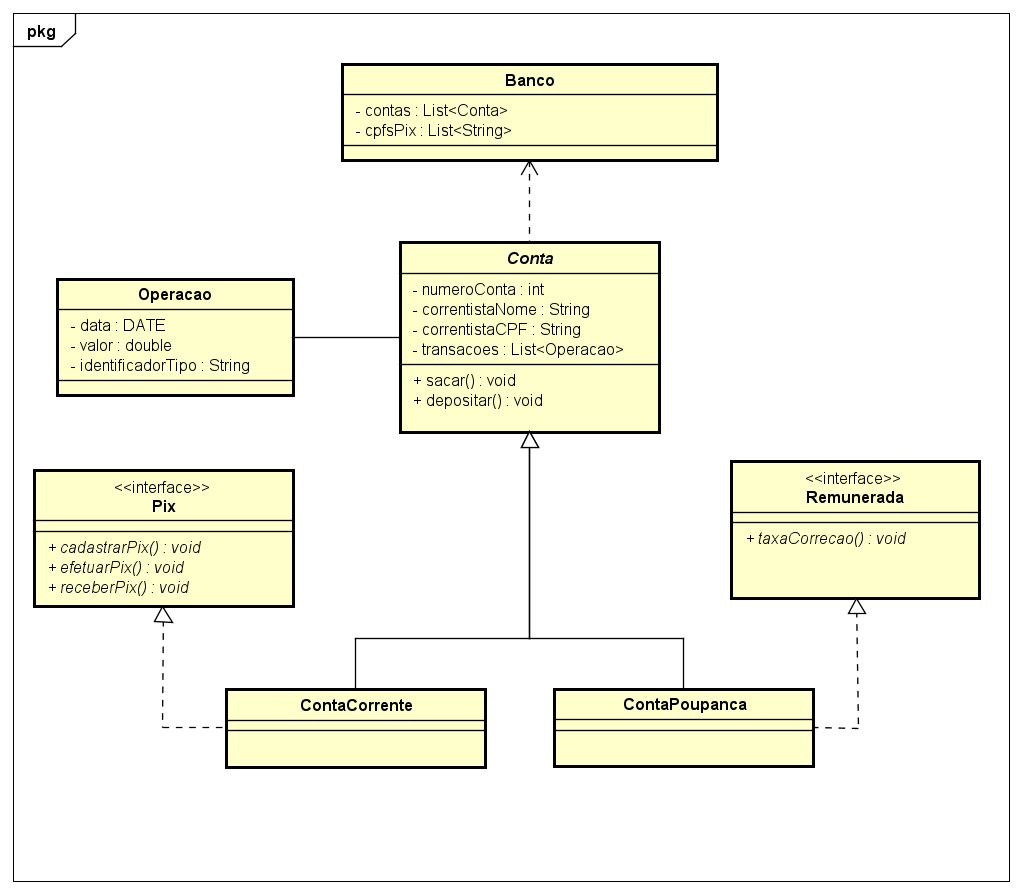 pkg
Banco
- contas : List<Conta>
- cpfsPix : List<String>
Conta
- numeroConta : int
- correntistaNome : String
- correntistaCPF : String
- transacoes : List<Operacao>
+ sacar() : void
+ depositar() : void
Operacao
- data : DATE
- valor : double
- identificadorTipo : String
<<interface>>
Pix
+ cadastrarPix() : void
+ efetuarPix() : void
+ receberPix() : void
<<interface>>
Remunerada
+ taxaCorrecao() : void
ContaCorrente
ContaPoupanca